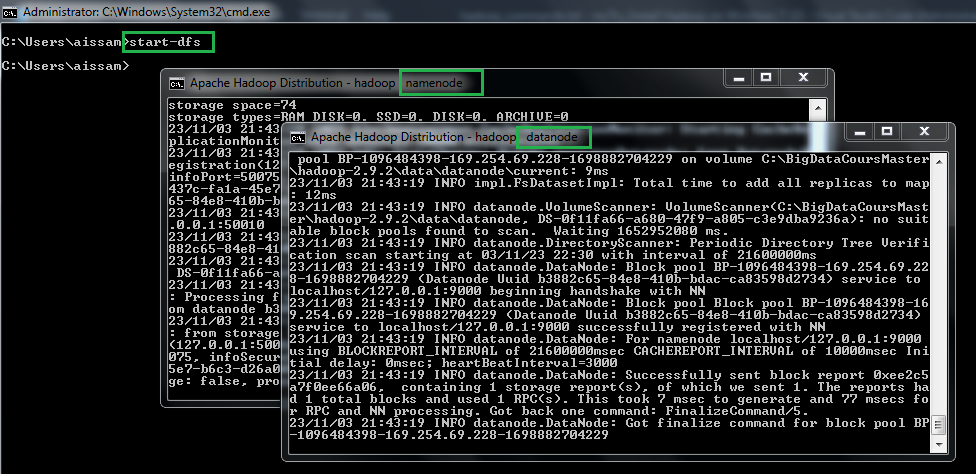 Administrator: C:\Windows\System32\cmd.exe
C:\Users\aissam>start-dfs
C:\Users\aissam>
Apache Hadoop Distribution - hadoop namenode
storage space=74
storage types=RAM_DISK=0, SSD=0, DISK=0, ARCHIVE=0
23/11/03 21:43
plicationMonit
23/11/03 21:43
registration(12
infoPort=50075
437c-fa1a-45e7
65-84e8-410b-b
.0.0.1:50010
23/11/03 21:43
882c65-84e8-41
23/11/03 21:43
DS-0f11fa66-a
23/11/03 21:43
: Processing f
om datanode b3
23/11/03 21:43
: from storage
(127.0.0.1:500
075, infoSecur
5e7-b6c3-d26a0
ge: false, pro
Apache Hadoop Distribution - hadoop datanode
pool BP-1096484398-169.254.69.228-1698882704229 on volume C:\BigDataCoursMaster
\hadoop-2.9.2\data\datanode\current: 9ms
23/11/03 21:43:19 INFO impl.FsDatasetImpl: Total time to add all replicas to map
: 12ms
23/11/03 21:43:19 INFO datanode.VolumeScanner: VolumeScanner(C:\BigDataCoursMast
er\hadoop-2.9.2\data\datanode, DS-0f11fa66-a680-47f9-a805-c3e9dba9236a): no suit
able block pools found to scan.  Waiting 1652952080 ms.
23/11/03 21:43:19 INFO datanode.DirectoryScanner: Periodic Directory Tree Verifi
cation scan starting at 03/11/23 22:30 with interval of 21600000ms
23/11/03 21:43:19 INFO datanode.DataNode: Block pool BP-1096484398-169.254.69.22
8-1698882704229 (Datanode Uuid b3882c65-84e8-410b-bdac-ca83598d2734) service to
localhost/127.0.0.1:9000 beginning handshake with NN
23/11/03 21:43:19 INFO datanode.DataNode: Block pool Block pool BP-1096484398-16
9.254.69.228-1698882704229 (Datanode Uuid b3882c65-84e8-410b-bdac-ca83598d2734)
service to localhost/127.0.0.1:9000 successfully registered with NN
23/11/03 21:43:19 INFO datanode.DataNode: For namenode localhost/127.0.0.1:9000
using BLOCKREPORT_INTERVAL of 21600000msec CACHEREPORT_INTERVAL of 10000msec Ini
tial delay: 0msec; heartBeatInterval=3000
23/11/03 21:43:19 INFO datanode.DataNode: Successfully sent block report 0xee2c5
a7f0ee66a06,  containing 1 storage report(s), of which we sent 1. The reports ha
d 1 total blocks and used 1 RPC(s). This took 7 msec to generate and 77 msecs fo
r RPC and NN processing. Got back one command: FinalizeCommand/5.
23/11/03 21:43:19 INFO datanode.DataNode: Got finalize command for block pool BP
-1096484398-169.254.69.228-1698882704229